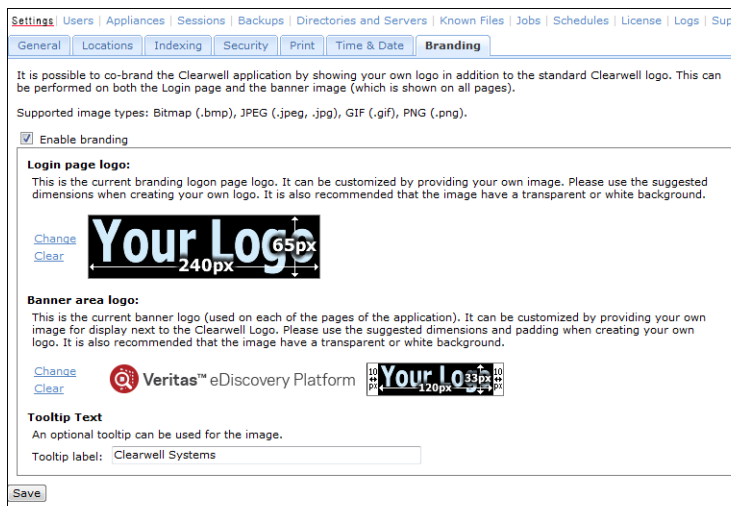 Settings | Users | Appliances | Sessions | Backups | Directories and Servers | Known Files | Jobs | Schedules | License | Logs | Sup
General Locations Indexing Security Print Time & Date Branding
It is possible to co-brand the Clearwell application by showing your own logo in addition to the standard Clearwell logo. This can
be performed on both the Login page and the banner image (which is shown on all pages).
Supported image types: Bitmap (.bmp), JPEG (.jpeg, .jpg), GIF (.gif), PNG (.png).
Enable branding
Login page logo:
This is the current branding logon page logo. It can be customized by providing your own image. Please use the suggested
dimensions when creating your own logo. It is also recommended that the image have a transparent or white background.
Change
Clear
Your Logo
65px
240px
Banner area logo:
This is the current banner logo (used on each of the pages of the application). It can be customized by providing your own
image for display next to the Clearwell Logo. Please use the suggested dimensions and padding when creating your own
logo. It is also recommended that the image have a transparent or white background.
Change
Clear
Veritas™ eDiscovery Platform
10
px
Your Logo
33px
120px
10
px
Tooltip Text
An optional tooltip can be used for the image.
Tooltip label: Clearwell Systems
Save